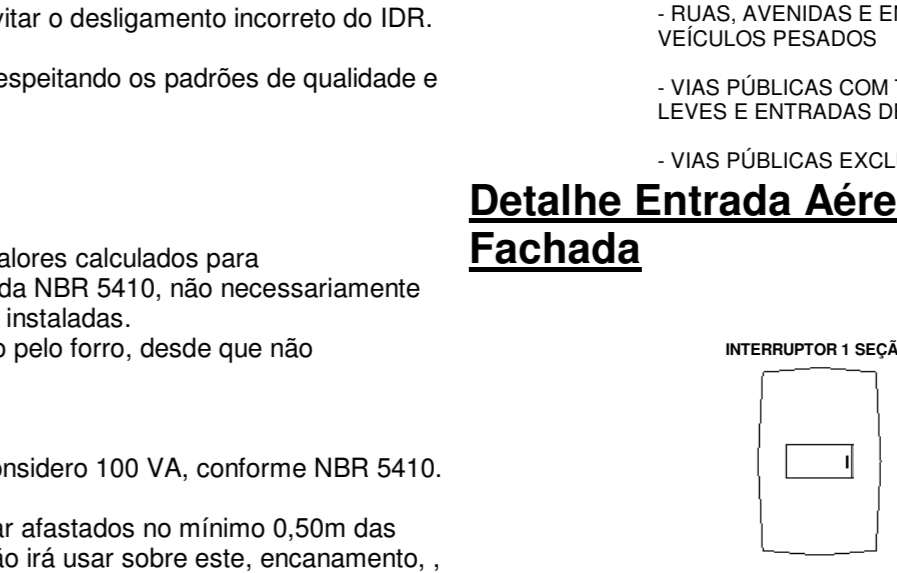 vitar o desligamento incorreto do IDR.
espeitando os padrões de qualidade e
alores calculados para
da NBR 5410, não necessariamente
instaladas.
o pelo forro, desde que não
onsidero 100 VA, conforme NBR 5410.
ar afastados no mínimo 0,50m das
ão irá usar sobre este, encanamento, ,
- RUAS, AVENIDAS E EN
VEÍCULOS PESADOS
- VIAS PÚBLICAS COM T
LEVES E ENTRADAS DE
- VIAS PÚBLICAS EXCLU
Detalhe Entrada Aére
Fachada
INTERRUPTOR 1 SEÇÃ